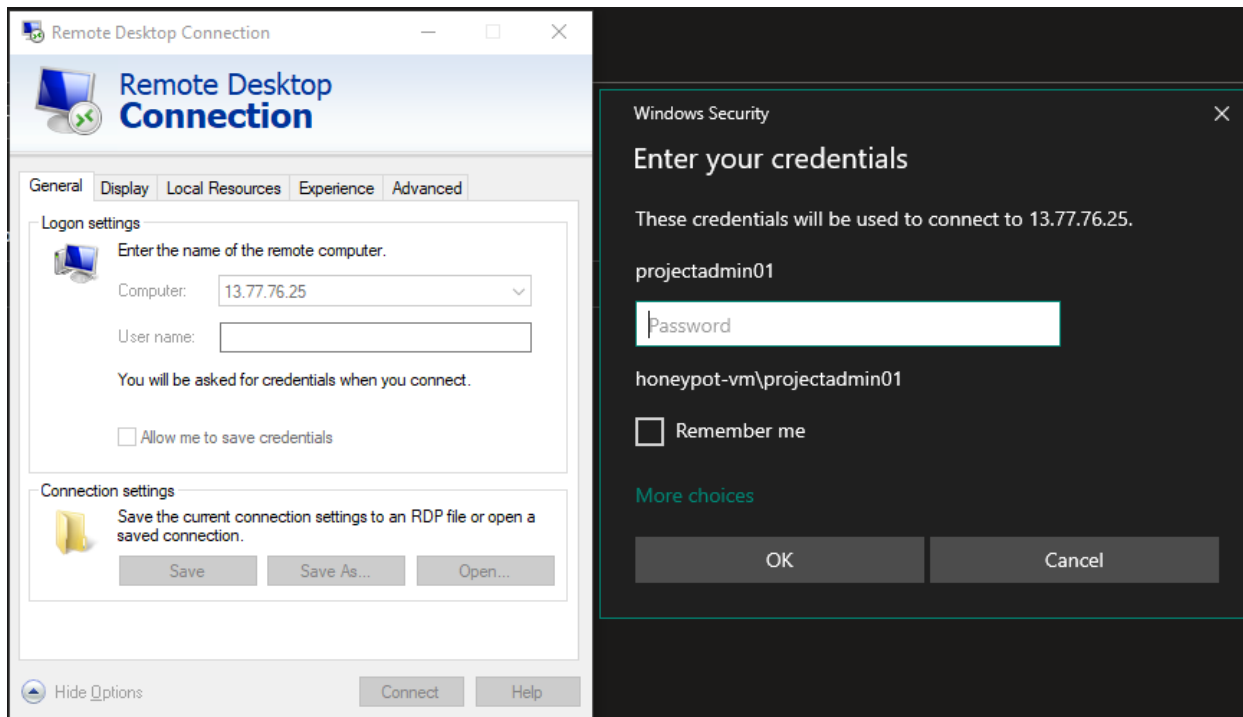 Remote Desktop Connection
Remote Desktop
Connection
General Display Local Resources Experience Advanced
Logon settings
Enter the name of the remote computer.
Computer: 13.77.76.25
User name:
You will be asked for credentials when you connect.
Allow me to save credentials
Connection settings
Save the current connection settings to an RDP file or open a
saved connection.
Save Save As... Open...
Hide Options Connect Help
Windows Security
Enter your credentials
These credentials will be used to connect to 13.77.76.25.
projectadmin01
Password
honeypot-vm\projectadmin01
Remember me
More choices
OK Cancel